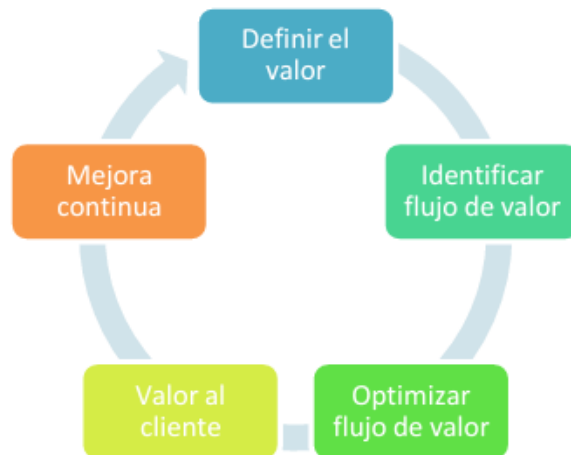 Definir el
valor
Identificar
flujo de valor
Optimizar
flujo de valor
Valor al
cliente
Mejora
continua